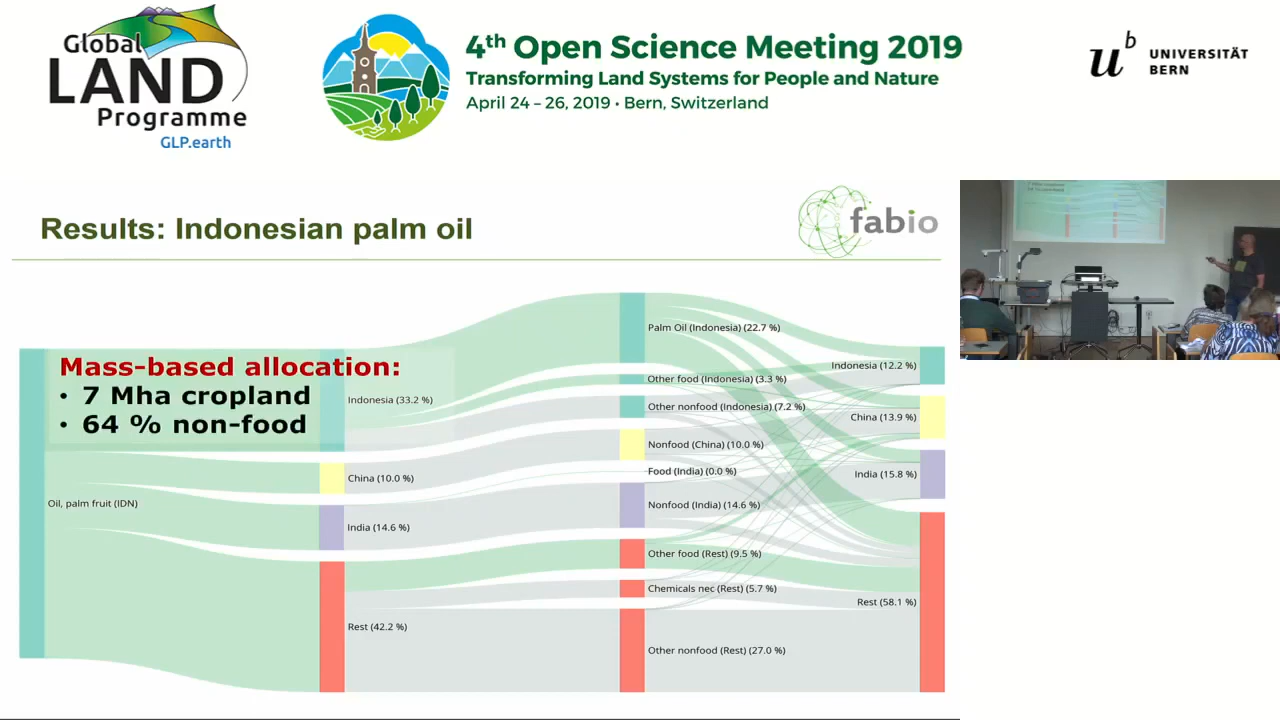 Global
LAND
Programme
GLP.earth
4th Open Science Meeting 2019
Transforming Land Systems for People and Nature
April 24 – 26, 2019 • Bern, Switzerland
u b
UNIVERSITÄT
BERN
Results: Indonesian palm oil
fabio
Mass-based allocation:
• 7 Mha cropland
• 64 % non-food
Oil, palm fruit (IDN)
Indonesia (33.2 %)
China (10.0 %)
India (14.6 %)
Rest (42.2 %)
Palm Oil (Indonesia) (22.7 %)
Other food (Indonesia) (3.3 %)
Other nonfood (Indonesia) (7.2 %)
Nonfood (China) (10.0 %)
Food (India) (0.0 %)
Nonfood (India) (14.6 %)
Other food (Rest) (9.5 %)
Chemicals nec (Rest) (5.7 %)
Other nonfood (Rest) (27.0 %)
Indonesia (12.2 %)
China (13.9 %)
India (15.8 %)
Rest (58.1 %)